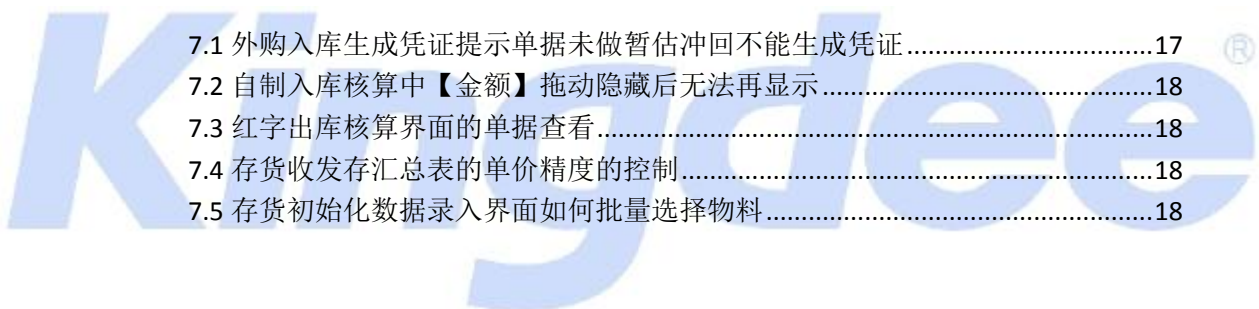 7.1 外购入库生成凭证提示单据未做暂估冲回不能生成凭证................................17
7.2 自制入库核算中【金额】拖动隐藏后无法再显示...........................................18
7.3 红字出库核算界面的单据查看.........................................................................18
7.4 存货收发存汇总表的单价精度的控制.............................................................18
7.5 存货初始化数据录入界面如何批量选择物料..................................................18
Kingdee®